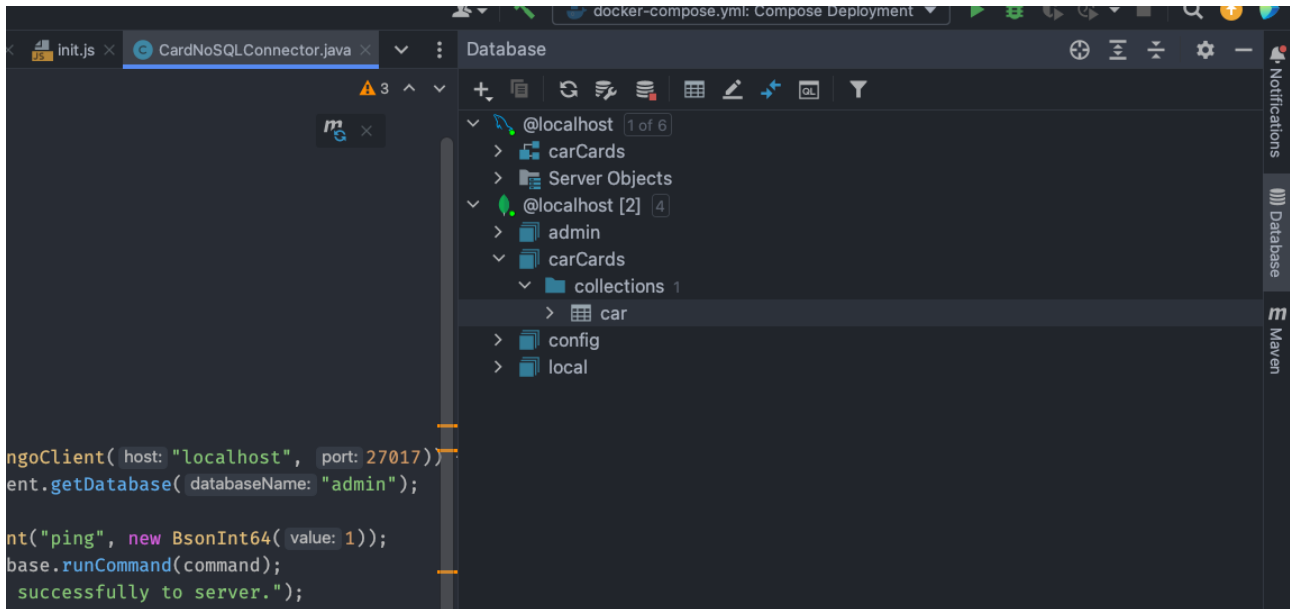 docker-compose.yml: Compose Deployment
JS init.js
C CardNoSQLConnector.java
Database
3
m
QL
@localhost 1 of 6
carCards
Server Objects
@localhost [2] 4
admin
carCards
collections 1
car
config
local
ngoClient( host: "localhost", port: 27017))
ent.getDatabase( databaseName: "admin");
nt("ping", new BsonInt64( value: 1));
base.runCommand(command);
successfully to server.");
Notifications
Database
m Maven